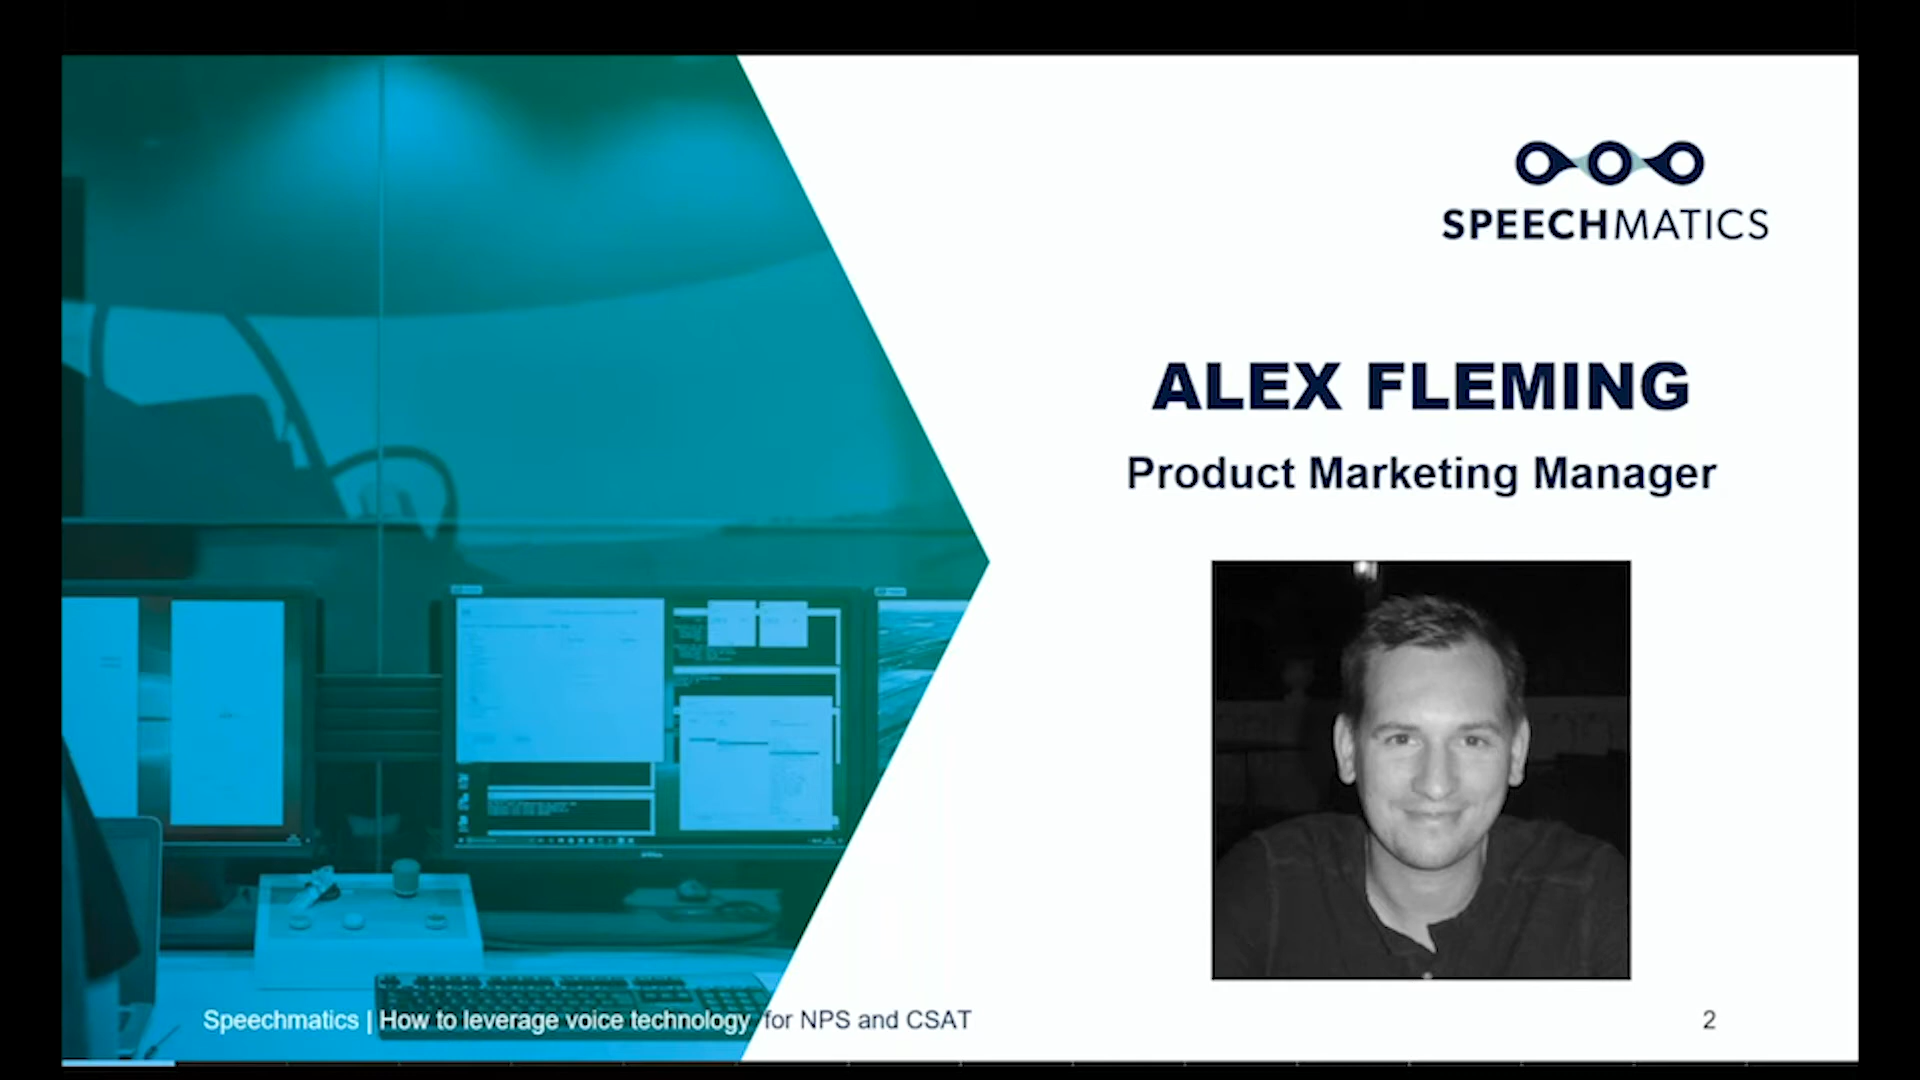 SPEECHMATICS
ALEX FLEMING
Product Marketing Manager
Speechmatics | How to leverage voice technology for NPS and CSAT
2